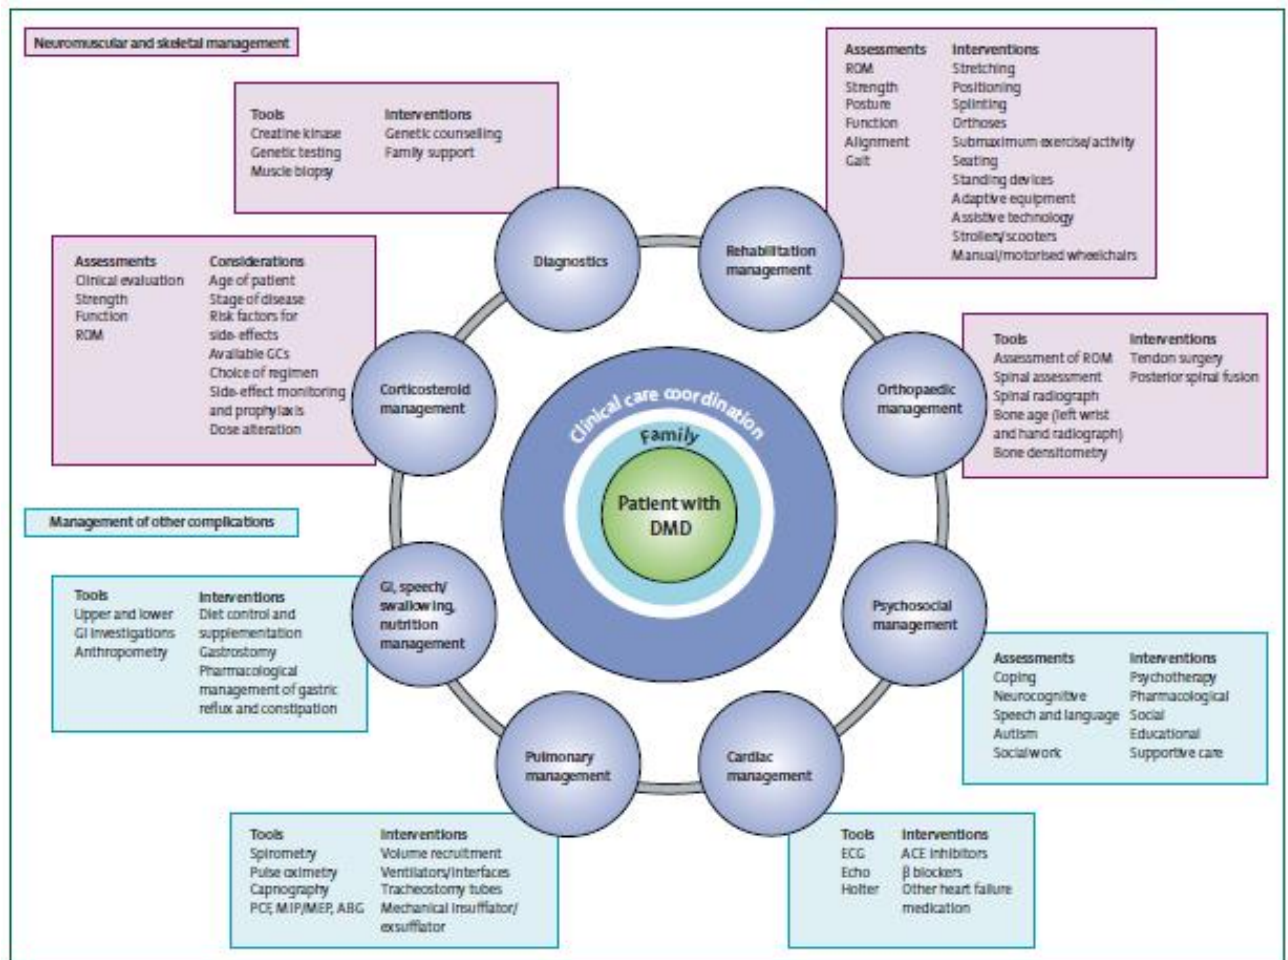 Neuromuscular and skeletal management
Tools
Creatine kinase
Genetic testing
Muscle biopsy
Interventions
Genetic counselling
Family support
Assessments
ROM
Strength
Posture
Function
Alignment
Gait
Interventions
Stretching
Positioning
Splinting
Orthoses
Submaximum exercise/activity
Seating
Standing devices
Adaptive equipment
Assistive technology
Strollers/scooters
Manual/motorised wheelchairs
Diagnostics
Rehabilitation
management
Assessments
Clinical evaluation
Strength
Function
ROM
Considerations
Age of patient
Stage of disease
Risk factors for
side-effects
Available GCs
Choice of regimen
Side-effect monitoring
and prophylaxis
Dose alteration
Corticosteroid
management
Orthopaedic
management
Tools
Assessment of ROM
Spinal assessment
Spinal radiograph
Bone age (left wrist
and hand radiograph)
Bone densitometry
Interventions
Tendon surgery
Posterior spinal fusion
Clinical care coordination
Family
Patient with
DMD
Management of other complications
Tools
Upper and lower
GI investigations
Anthropometry
Interventions
Diet control and
supplementation
Gastrostomy
Pharmacological
management of gastric
reflux and constipation
GI, speech/
swallowing,
nutrition
management
Psychosocial
management
Assessments
Coping
Neurocognitive
Speech and language
Autism
Social work
Interventions
Psychotherapy
Pharmacological
Social
Educational
Supportive care
Pulmonary
management
Cardiac
management
Tools
Spirometry
Pulse oximetry
Capnography
PCF, MIP/MEP, ABG
Interventions
Volume recruitment
Ventilators/interfaces
Tracheostomy tubes
Mechanical insufflator/
exsufflator
Tools
ECG
Echo
Holter
Interventions
ACE inhibitors
β blockers
Other heart failure
medication